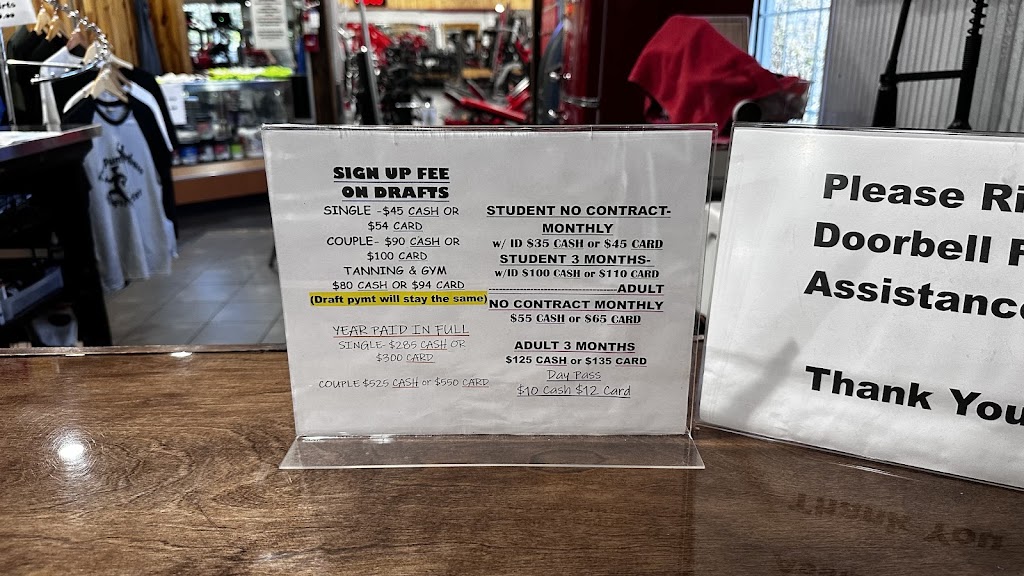 SIGN UP FEE
ON DRAFTS
SINGLE -$45 CASH OR
$54 CARD
COUPLE- $90 CASH OR
$100 CARD
TANNING & GYM
$80 CASH OR $94 CARD
(Draft pymt will stay the same)
YEAR PAID IN FULL
SINGLE- $285 CASH OR
$300 CARD
COUPLE $525 CASH or $550 CARD
STUDENT NO CONTRACT-
MONTHLY
w/ ID $35 CASH or $45 CARD
STUDENT 3 MONTHS-
w/ID $100 CASH or $110 CARD
ADULT
NO CONTRACT MONTHLY
$55 CASH or $65 CARD
ADULT 3 MONTHS
$125 CASH or $135 CARD
Day Pass
$10 Cash $12 Card
Please Ri
Doorbell F
Assistanc
Thank You